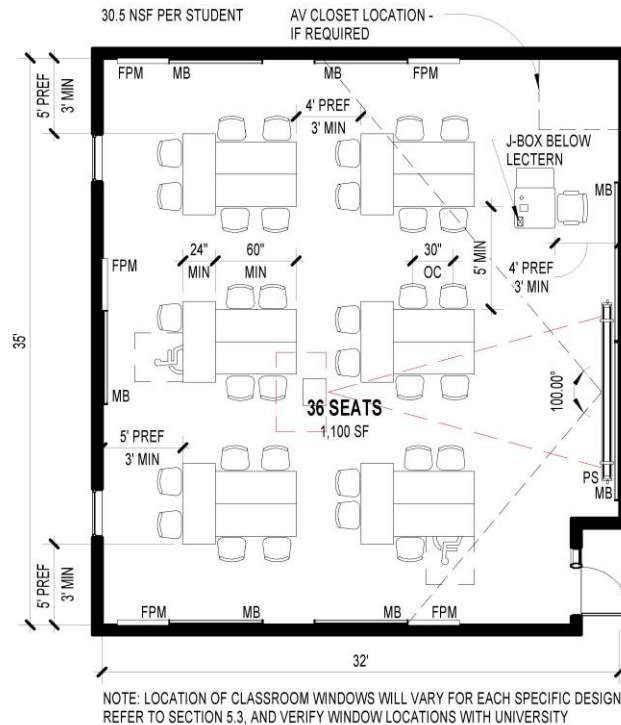 30.5 NSF PER STUDENT
AV CLOSET LOCATION -
IF REQUIRED
FPM
MB
MB
FPM
5' PREF
3' MIN
4' PREF
3' MIN
J-BOX BELOW
LECTERN
MB
24"
MIN
60"
MIN
30"
OC
5' MIN
4' PREF
3' MIN
FPM
35'
MB
36 SEATS
1,100 SF
100.00°
5' PREF
3' MIN
PS
MB
5' PREF
3' MIN
FPM
MB
MB
FPM
32'
NOTE: LOCATION OF CLASSROOM WINDOWS WILL VARY FOR EACH SPECIFIC DESIGN
REFER TO SECTION 5.3, AND VERIFY WINDOW LOCATIONS WITH UNIVERSITY